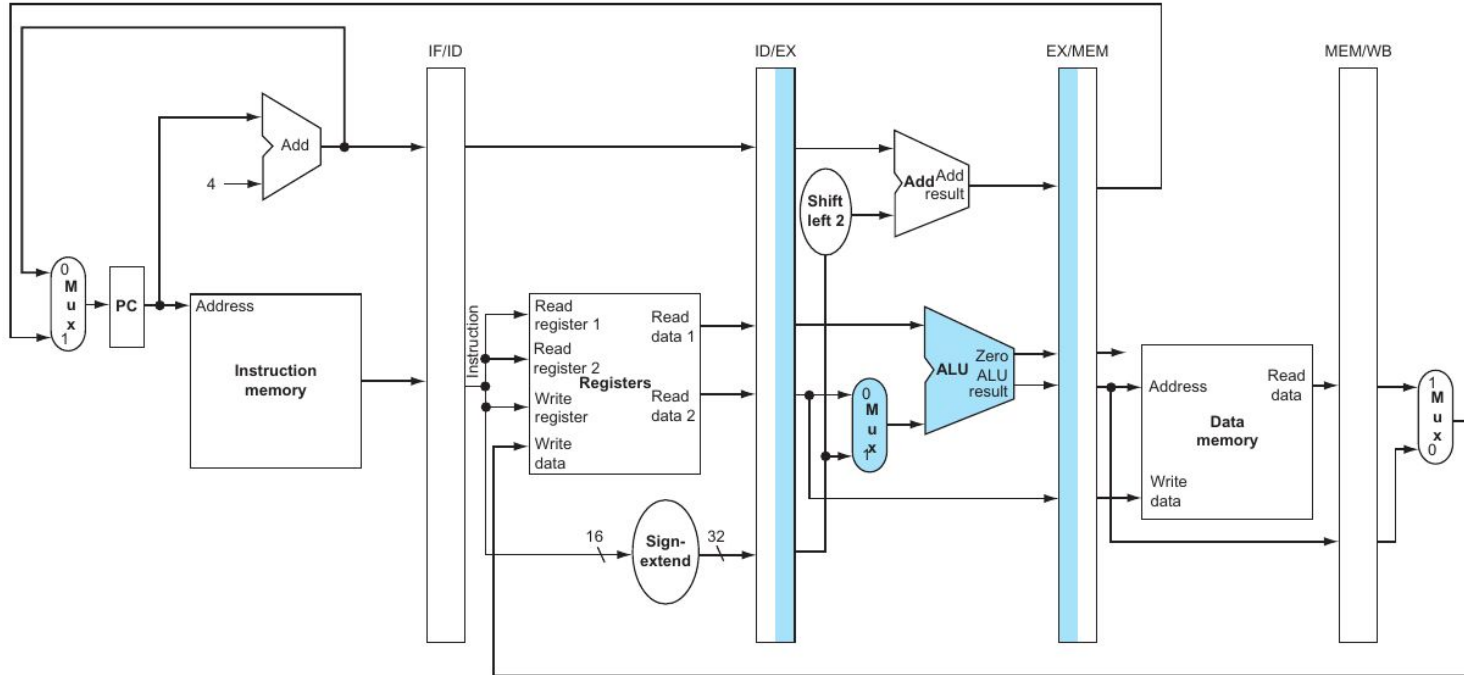 IF/ID
ID/EX
EX/MEM
MEM/WB
Add
4
Add
Add
result
Shift
left 2
0
M
u
x
1
PC
Address
Instruction
memory
Instruction
Read
register 1
Read
register 2
Write
register
Write
data
Registers
Read
data 1
Read
data 2
16
Sign-
extend
32
0
M
u
x
1
ALU
Zero
ALU
result
Address
Read
data
Data
memory
Write
data
1
M
u
x
0